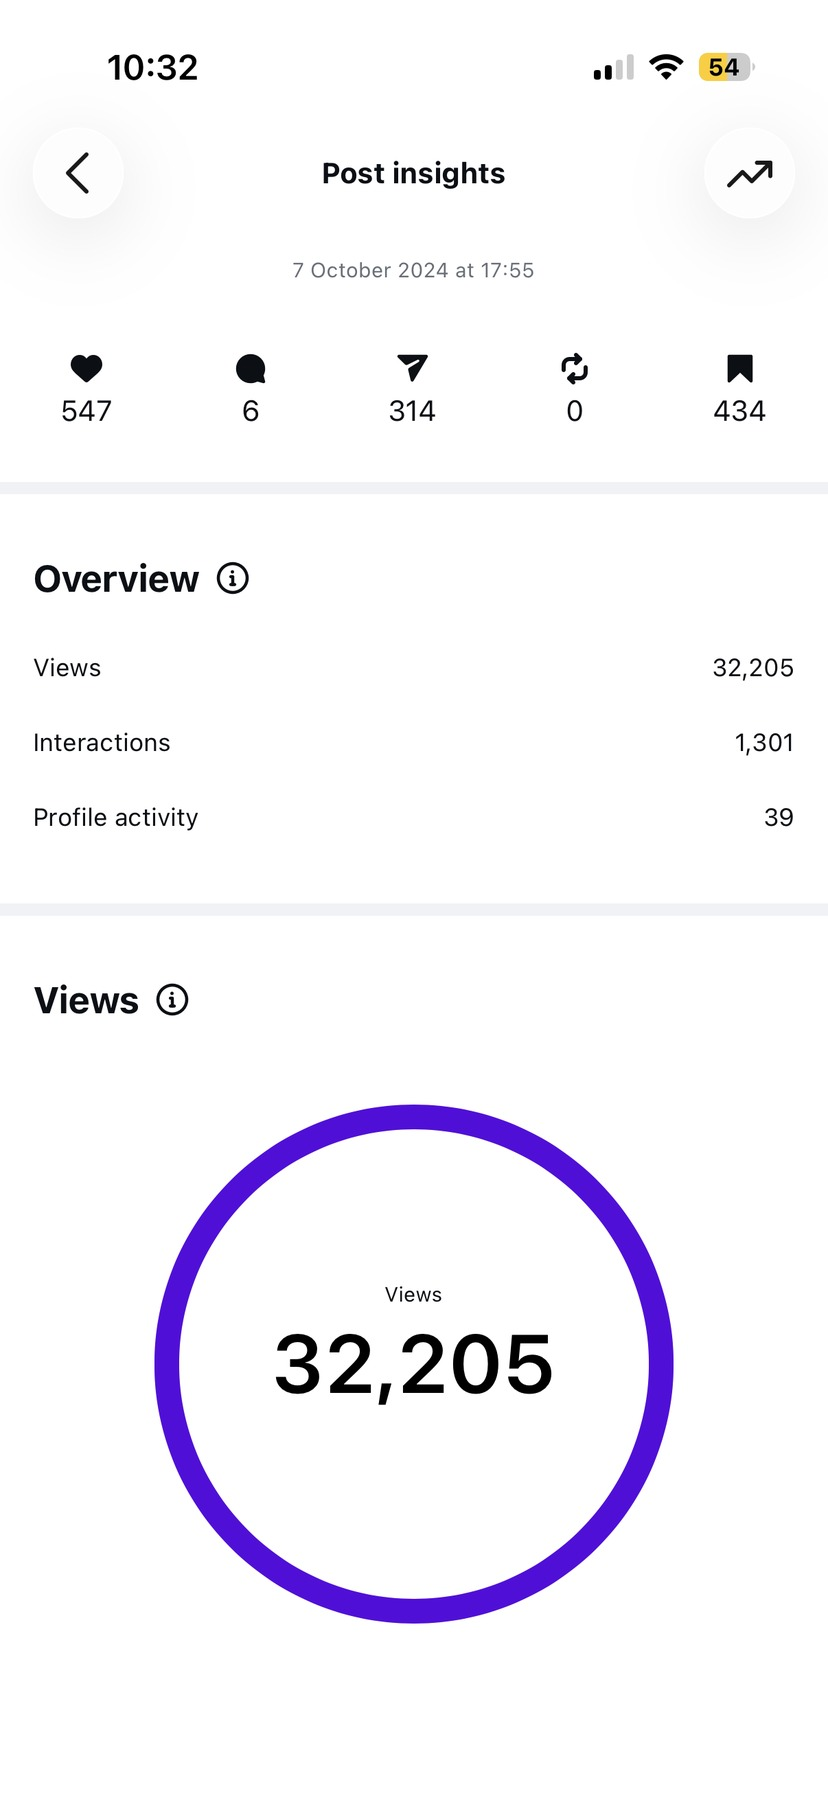 10:32
54
Post insights
7 October 2024 at 17:55
547 6 314 0 434
Overview
Views 32,205
Interactions 1,301
Profile activity 39
Views
Views
32,205